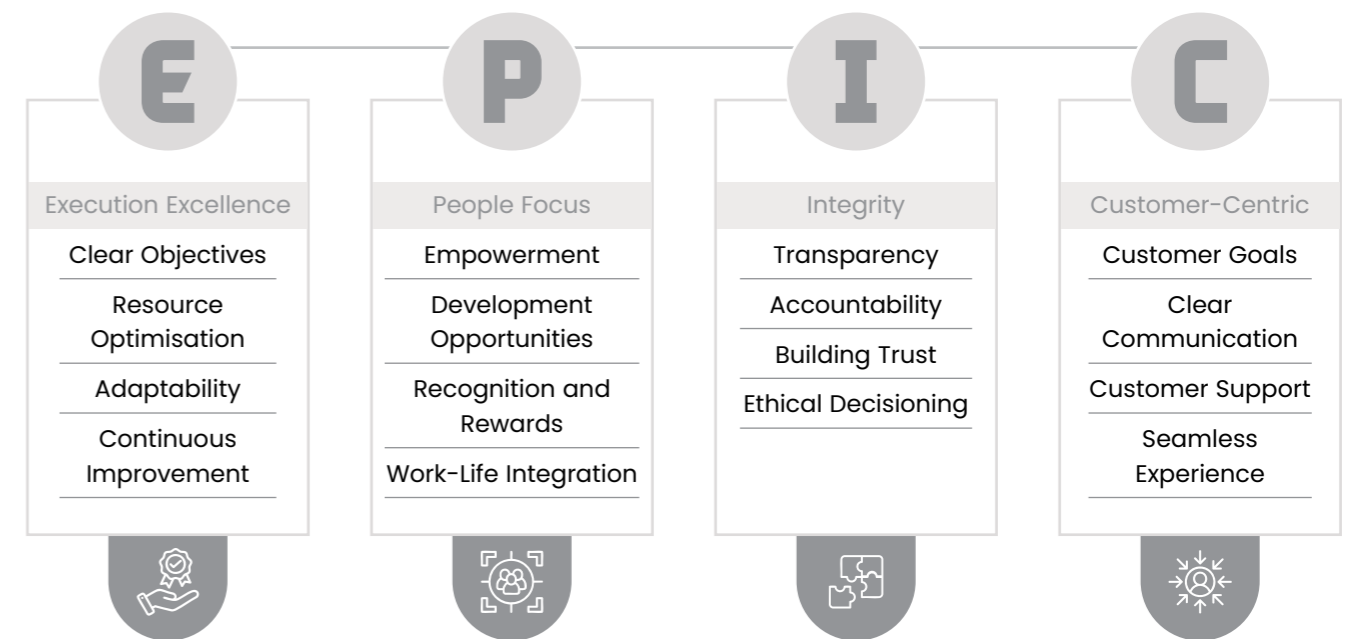 E
Execution Excellence
Clear Objectives
Resource
Optimisation
Adaptability
Continuous
Improvement
P
People Focus
Empowerment
Development
Opportunities
Recognition and
Rewards
Work-Life Integration
I
Integrity
Transparency
Accountability
Building Trust
Ethical Decisioning
C
Customer-Centric
Customer Goals
Clear
Communication
Customer Support
Seamless
Experience